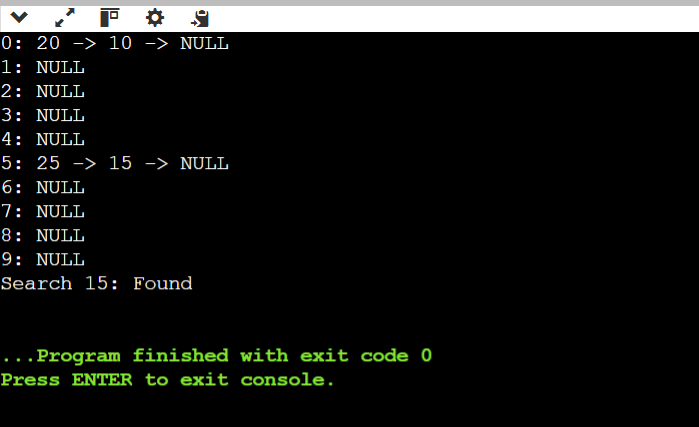 0: 20 -> 10 -> NULL
1: NULL
2: NULL
3: NULL
4: NULL
5: 25 -> 15 -> NULL
6: NULL
7: NULL
8: NULL
9: NULL
Search 15: Found
...Program finished with exit code 0
Press ENTER to exit console.